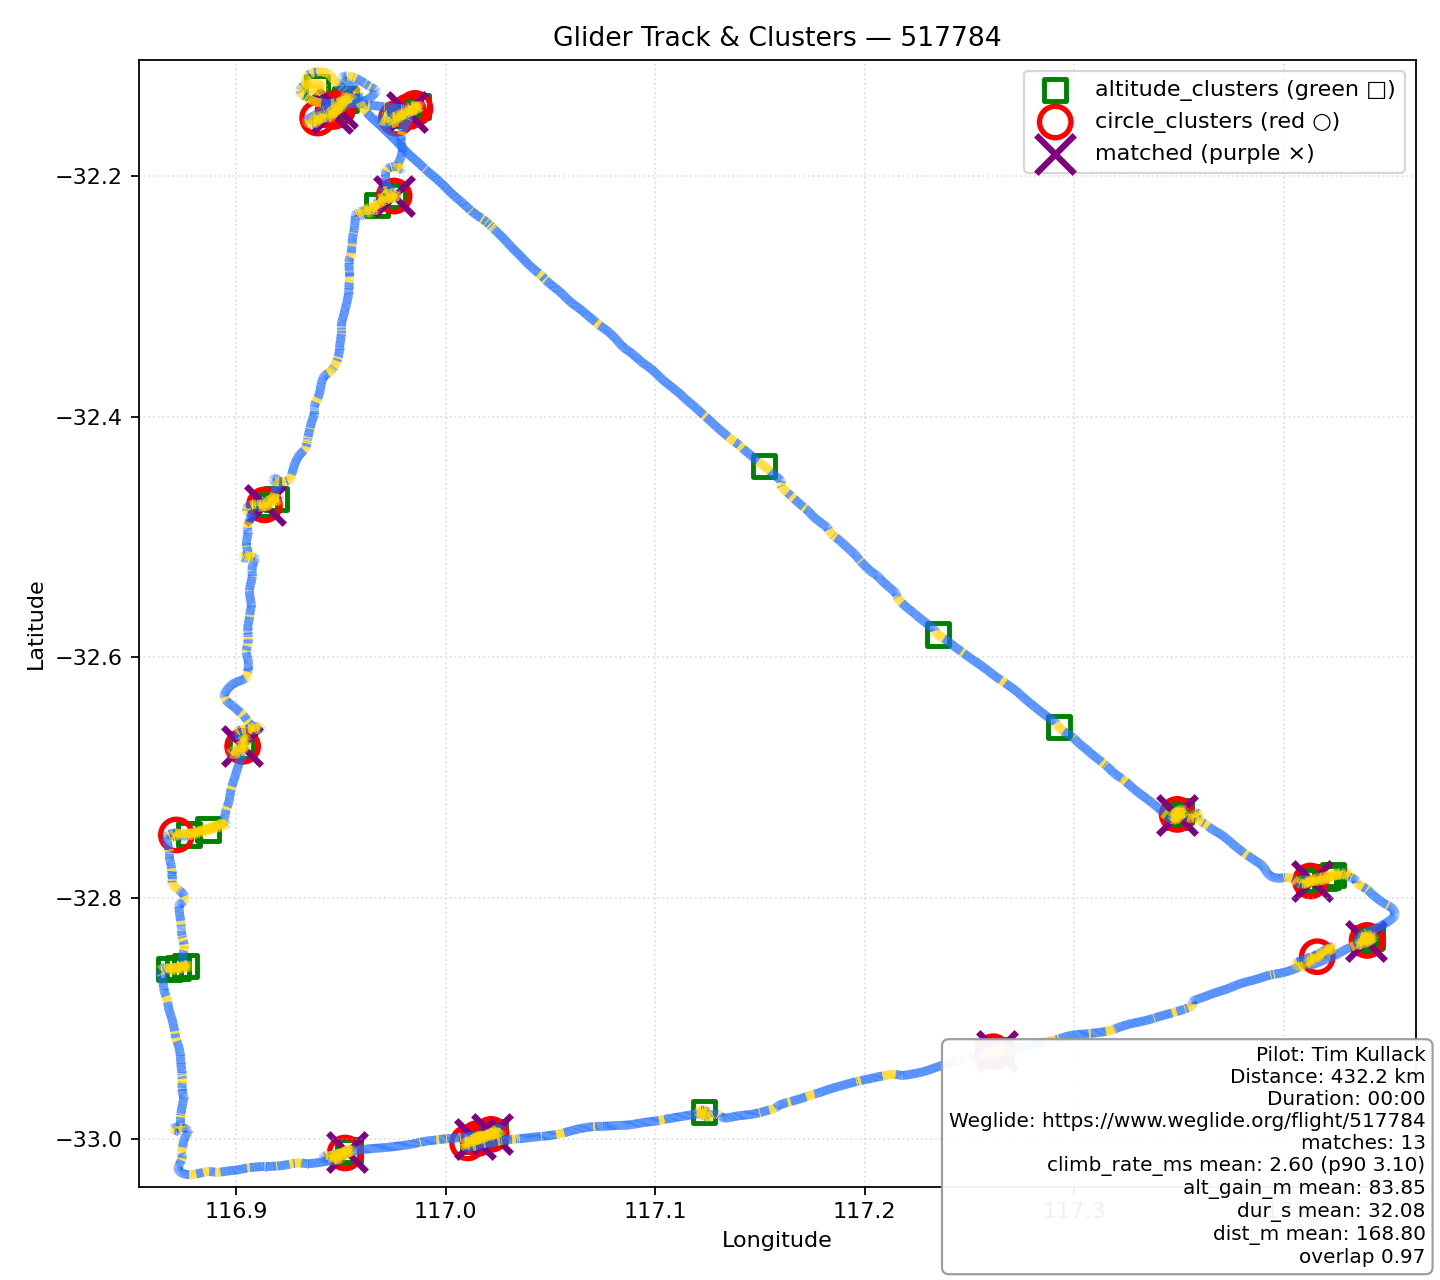 Glider Track & Clusters — 517784
altitude_clusters (green □)
circle_clusters (red ○)
matched (purple ×)
−32.2
−32.4
−32.6
−32.8
−33.0
Latitude
116.9
117.0
117.1
117.2
117.3
Longitude
Pilot: Tim Kullack
Distance: 432.2 km
Duration: 00:00
Weglide: https://www.weglide.org/flight/517784
matches: 13
climb_rate_ms mean: 2.60 (p90 3.10)
alt_gain_m mean: 83.85
dur_s mean: 32.08
dist_m mean: 168.80
overlap 0.97